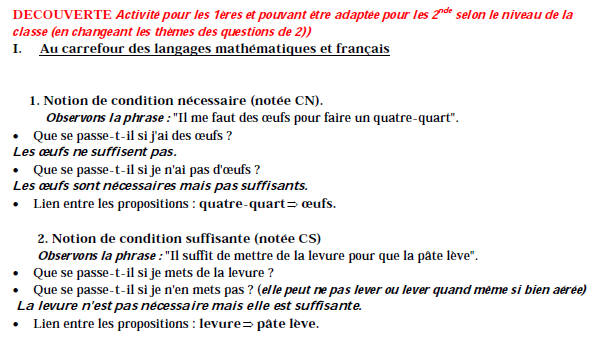 DECOUVERTE Activité pour les 1ères et pouvant être adaptée pour les 2nde selon le niveau de la
classe (en changeant les thèmes des questions de 2))
I. Au carrefour des langages mathématiques et français
1. Notion de condition nécessaire (notée CN).
Observons la phrase : "Il me faut des œufs pour faire un quatre-quart".
• Que se passe-t-il si j'ai des œufs ?
Les œufs ne suffisent pas.
• Que se passe-t-il si je n'ai pas d'œufs ?
Les œufs sont nécessaires mais pas suffisants.
• Lien entre les propositions : quatre-quart ⇒ œufs.
2. Notion de condition suffisante (notée CS)
Observons la phrase : "Il suffit de mettre de la levure pour que la pâte lève".
• Que se passe-t-il si je mets de la levure ?
• Que se passe-t-il si je n'en mets pas ? (elle peut ne pas lever ou lever quand même si bien aérée)
La levure n'est pas nécessaire mais elle est suffisante.
• Lien entre les propositions : levure ⇒ pâte lève.